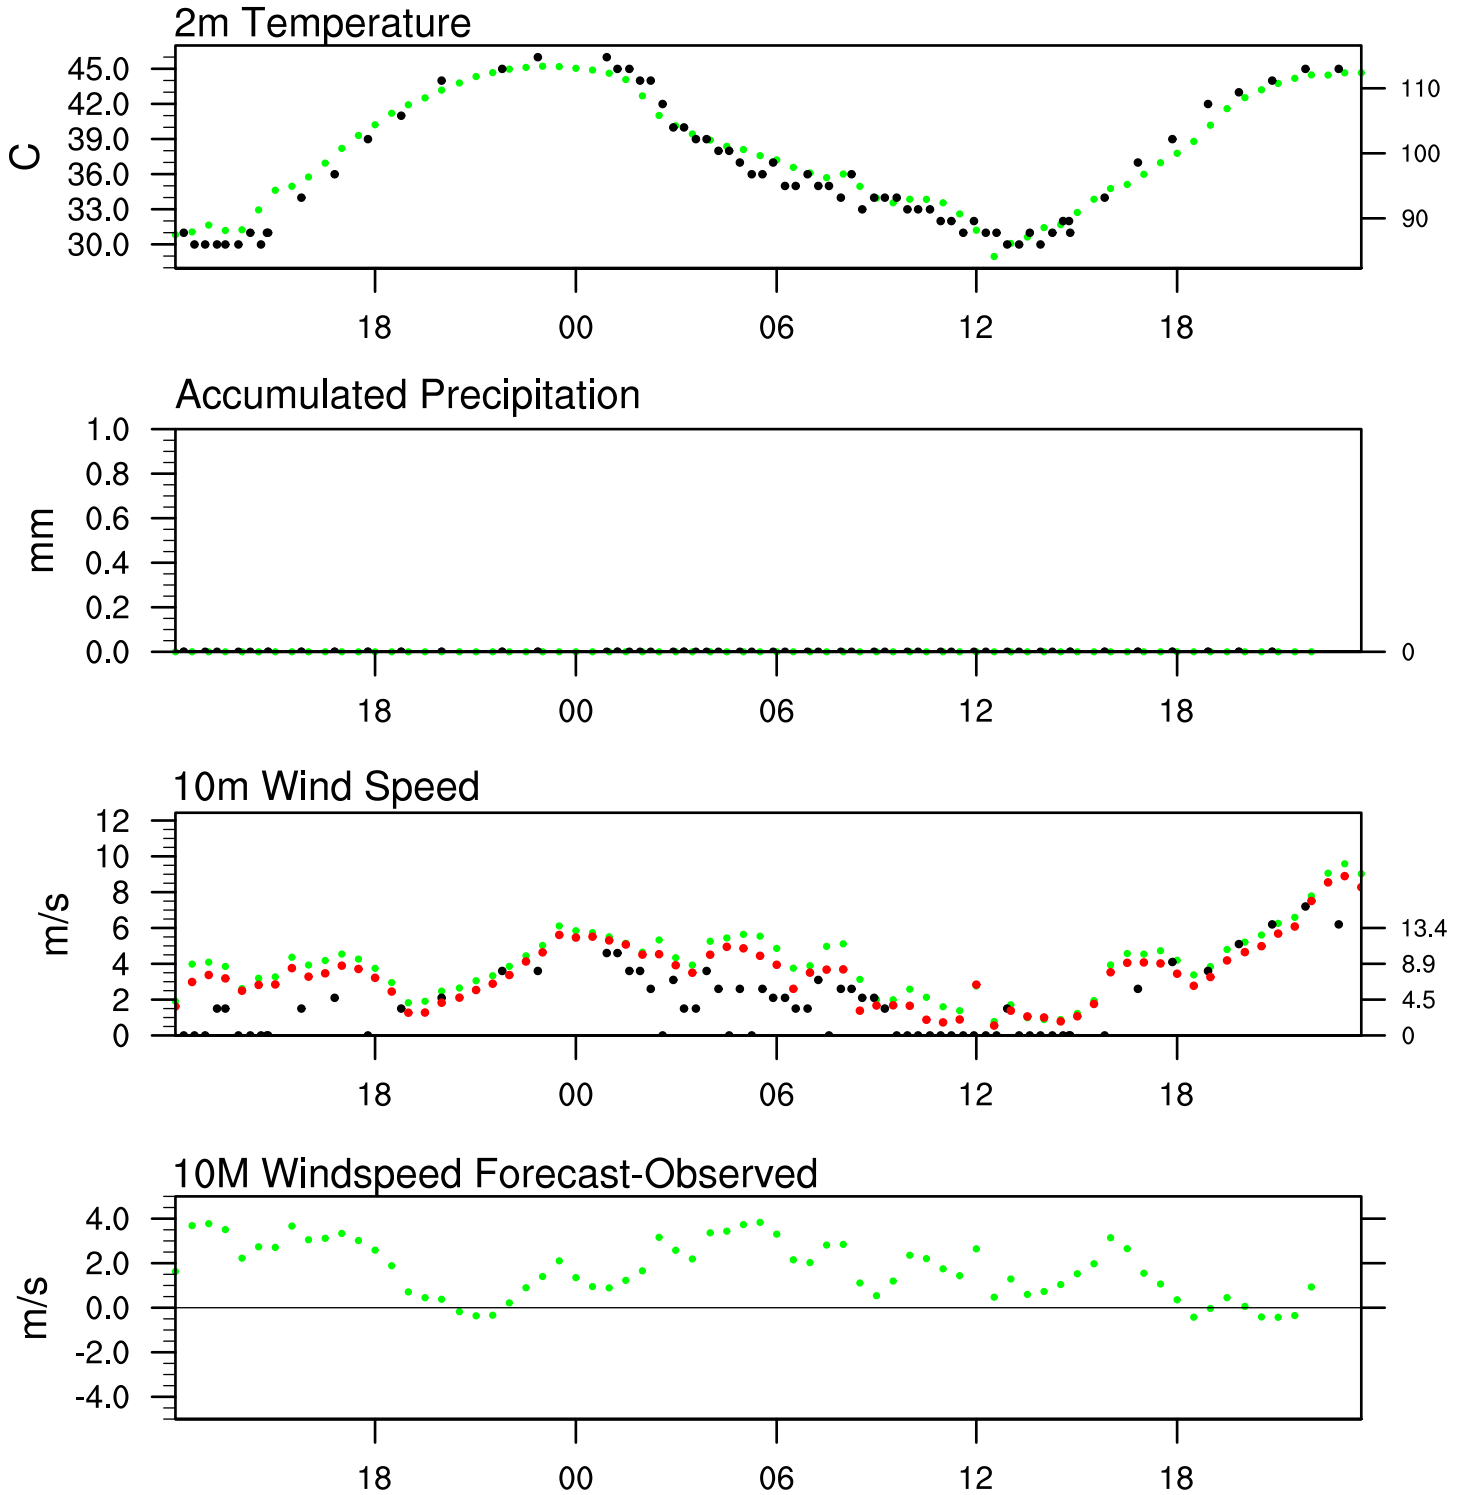 2m Temperature
45.0
42.0
39.0
36.0
33.0
30.0
C
110
100
90
18 00 06 12 18
Accumulated Precipitation
1.0
0.8
0.6
0.4
0.2
0.0
mm
0
18 00 06 12 18
10m Wind Speed
12
10
8
6
4
2
0
m/s
13.4
8.9
4.5
0
18 00 06 12 18
10M Windspeed Forecast-Observed
4.0
2.0
0.0
-2.0
-4.0
m/s
18 00 06 12 18